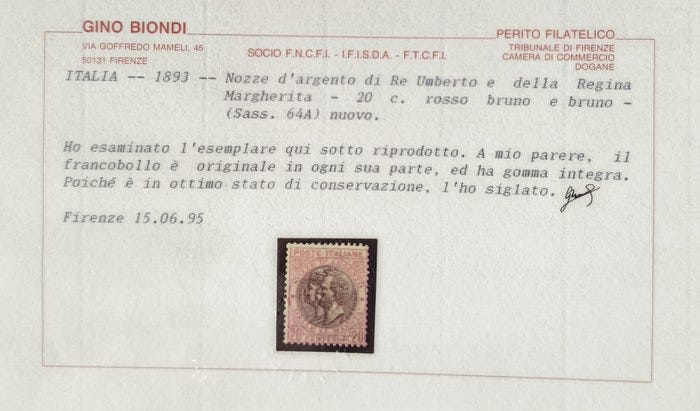 GINO BIONDI
VIA GOFFREDO MAMELI, 45
50131 FIRENZE
SOCIO F.N.C.F.I. - I.F.I.S.D.A. - F.T.C.F.I.
PERITO FILATELICO
TRIBUNALE DI FIRENZE
CAMERA DI COMMERCIO
DOGANE
ITALIA -- 1893 -- Nozze d'argento di Re Umberto e della Regina
Margherita - 20 c. rosso bruno e bruno -
(Sass. 64A) nuovo.
Ho esaminato l'esemplare qui sotto riprodotto. A mio parere, il
francobollo è originale in ogni sua parte, ed ha gomma integra.
Poiché è in ottimo stato di conservazione, l'ho siglato.
Firenze 15.06.95
POSTE ITALIANE
20 20